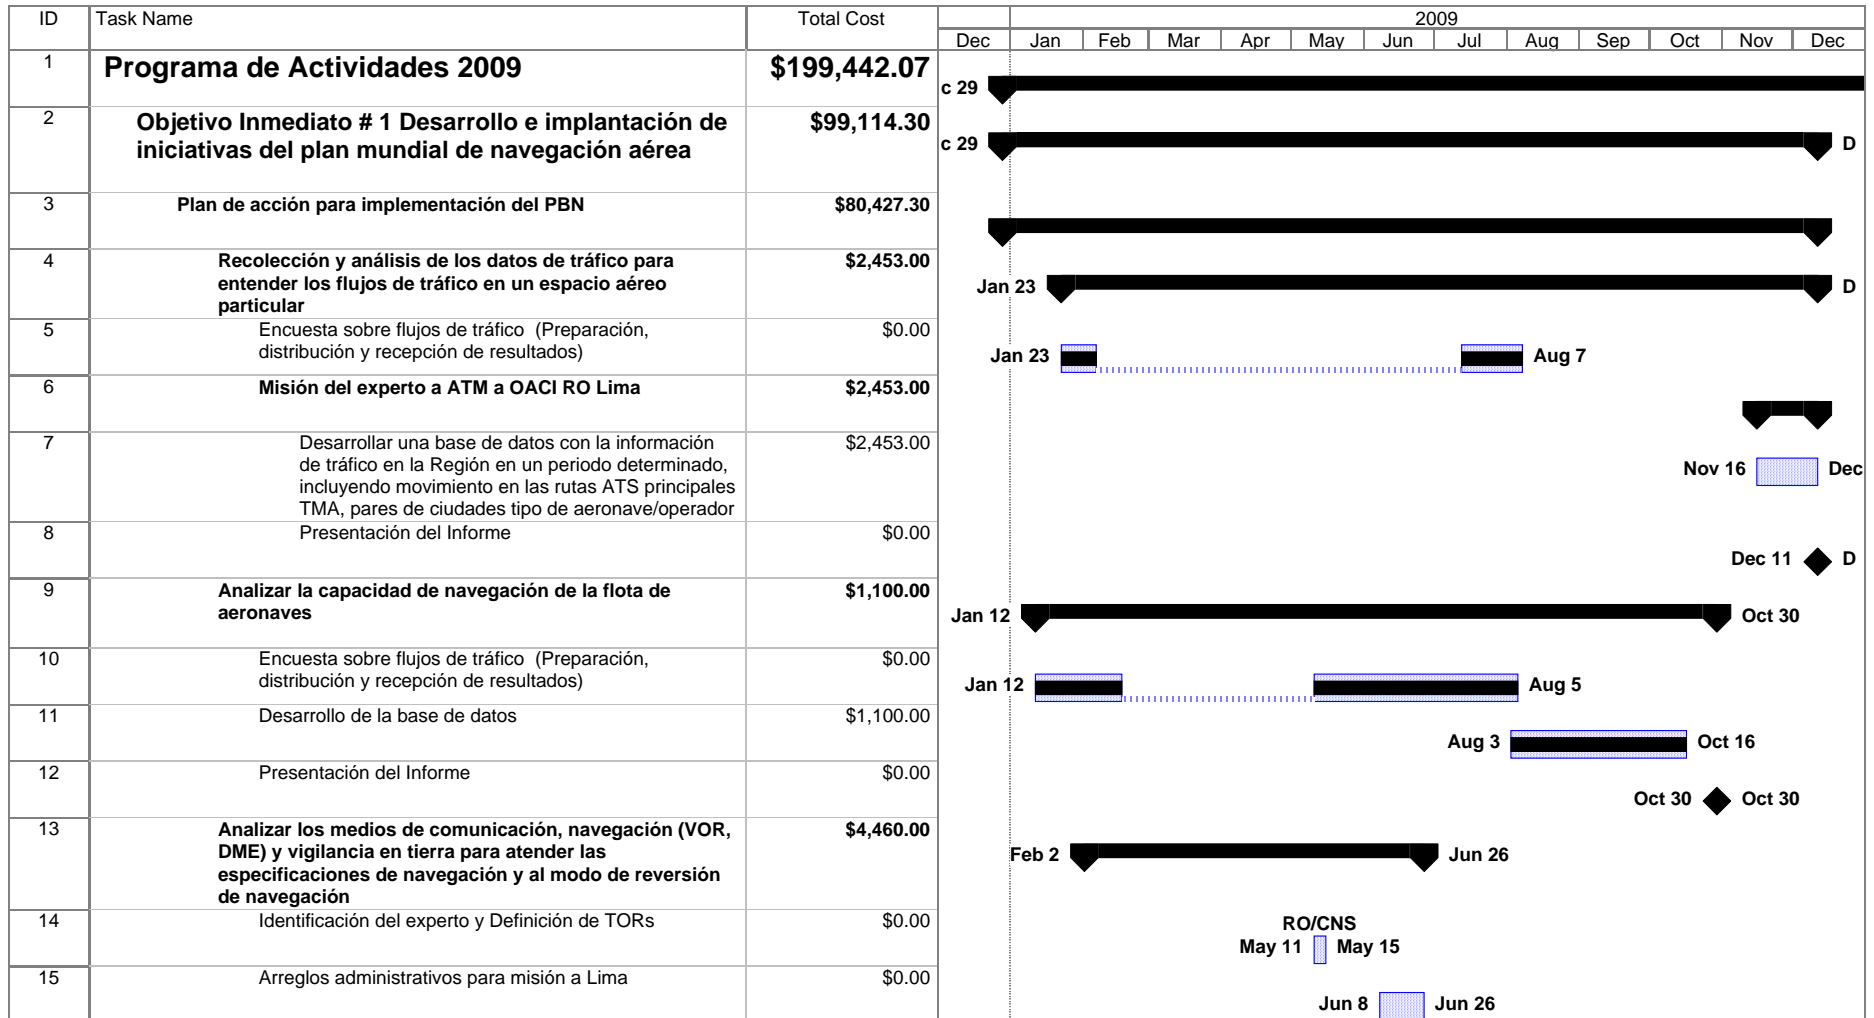 ID Task Name Total Cost 2009
Dec Jan Feb Mar Apr May Jun Jul Aug Sep Oct Nov Dec
1 Programa de Actividades 2009 $199,442.07
c 29
2 Objetivo Inmediato # 1 Desarrollo e implantación de $99,114.30
iniciativas del plan mundial de navegación aérea
c 29 D
3 Plan de acción para implementación del PBN $80,427.30
4 Recolección y análisis de los datos de tráfico para $2,453.00
entender los flujos de tráfico en un espacio aéreo
particular
Jan 23 D
5 Encuesta sobre flujos de tráfico (Preparación, $0.00
distribución y recepción de resultados)
Jan 23 Aug 7
6 Misión del experto a ATM a OACI RO Lima $2,453.00
7 Desarrollar una base de datos con la información $2,453.00
de tráfico en la Región en un periodo determinado,
incluyendo movimiento en las rutas ATS principales
TMA, pares de ciudades tipo de aeronave/operador
Nov 16 Dec
8 Presentación del Informe $0.00
Dec 11 D
9 Analizar la capacidad de navegación de la flota de $1,100.00
aeronaves
Jan 12 Oct 30
10 Encuesta sobre flujos de tráfico (Preparación, $0.00
distribución y recepción de resultados)
Jan 12 Aug 5
11 Desarrollo de la base de datos $1,100.00
Aug 3 Oct 16
12 Presentación del Informe $0.00
Oct 30 Oct 30
13 Analizar los medios de comunicación, navegación (VOR, $4,460.00
DME) y vigilancia en tierra para atender las
especificaciones de navegación y al modo de reversión
de navegación
Feb 2 Jun 26
14 Identificación del experto y Definición de TORs $0.00
RO/CNS
May 11 May 15
15 Arreglos administrativos para misión a Lima $0.00
Jun 8 Jun 26